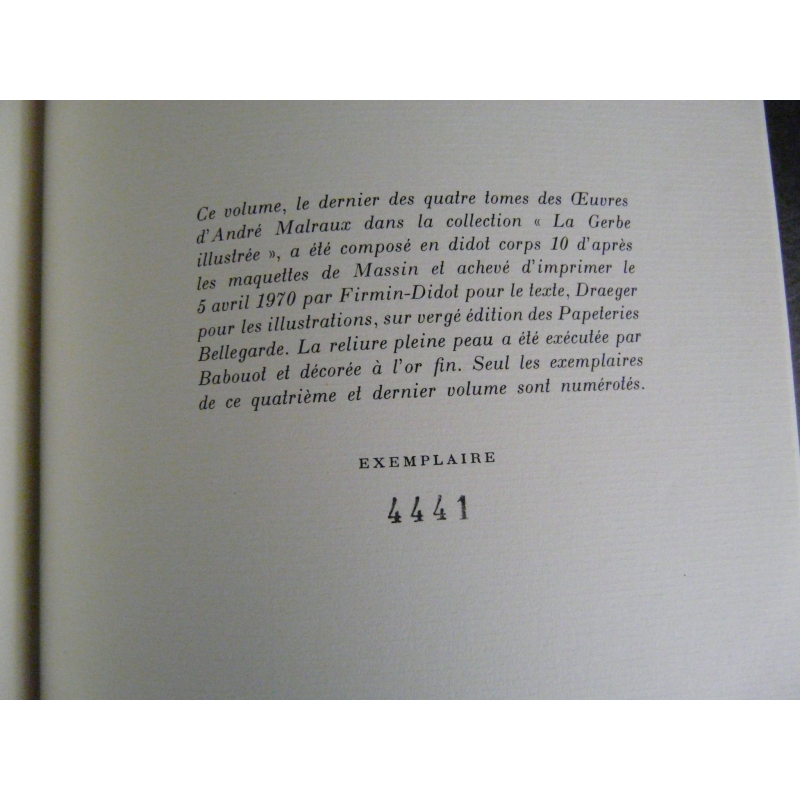 Ce volume, le dernier des quatre tomes des Œuvres
d'André Malraux dans la collection « La Gerbe
illustrée », a été composé en didot corps 10 d'après
les maquettes de Massin et achevé d'imprimer le
5 avril 1970 par Firmin-Didot pour le texte, Draeger
pour les illustrations, sur vergé édition des Papeteries
Bellegarde. La reliure pleine peau a été exécutée par
Babouot et décorée à l'or fin. Seul les exemplaires
de ce quatrième et dernier volume sont numérotés.
EXEMPLAIRE
4441